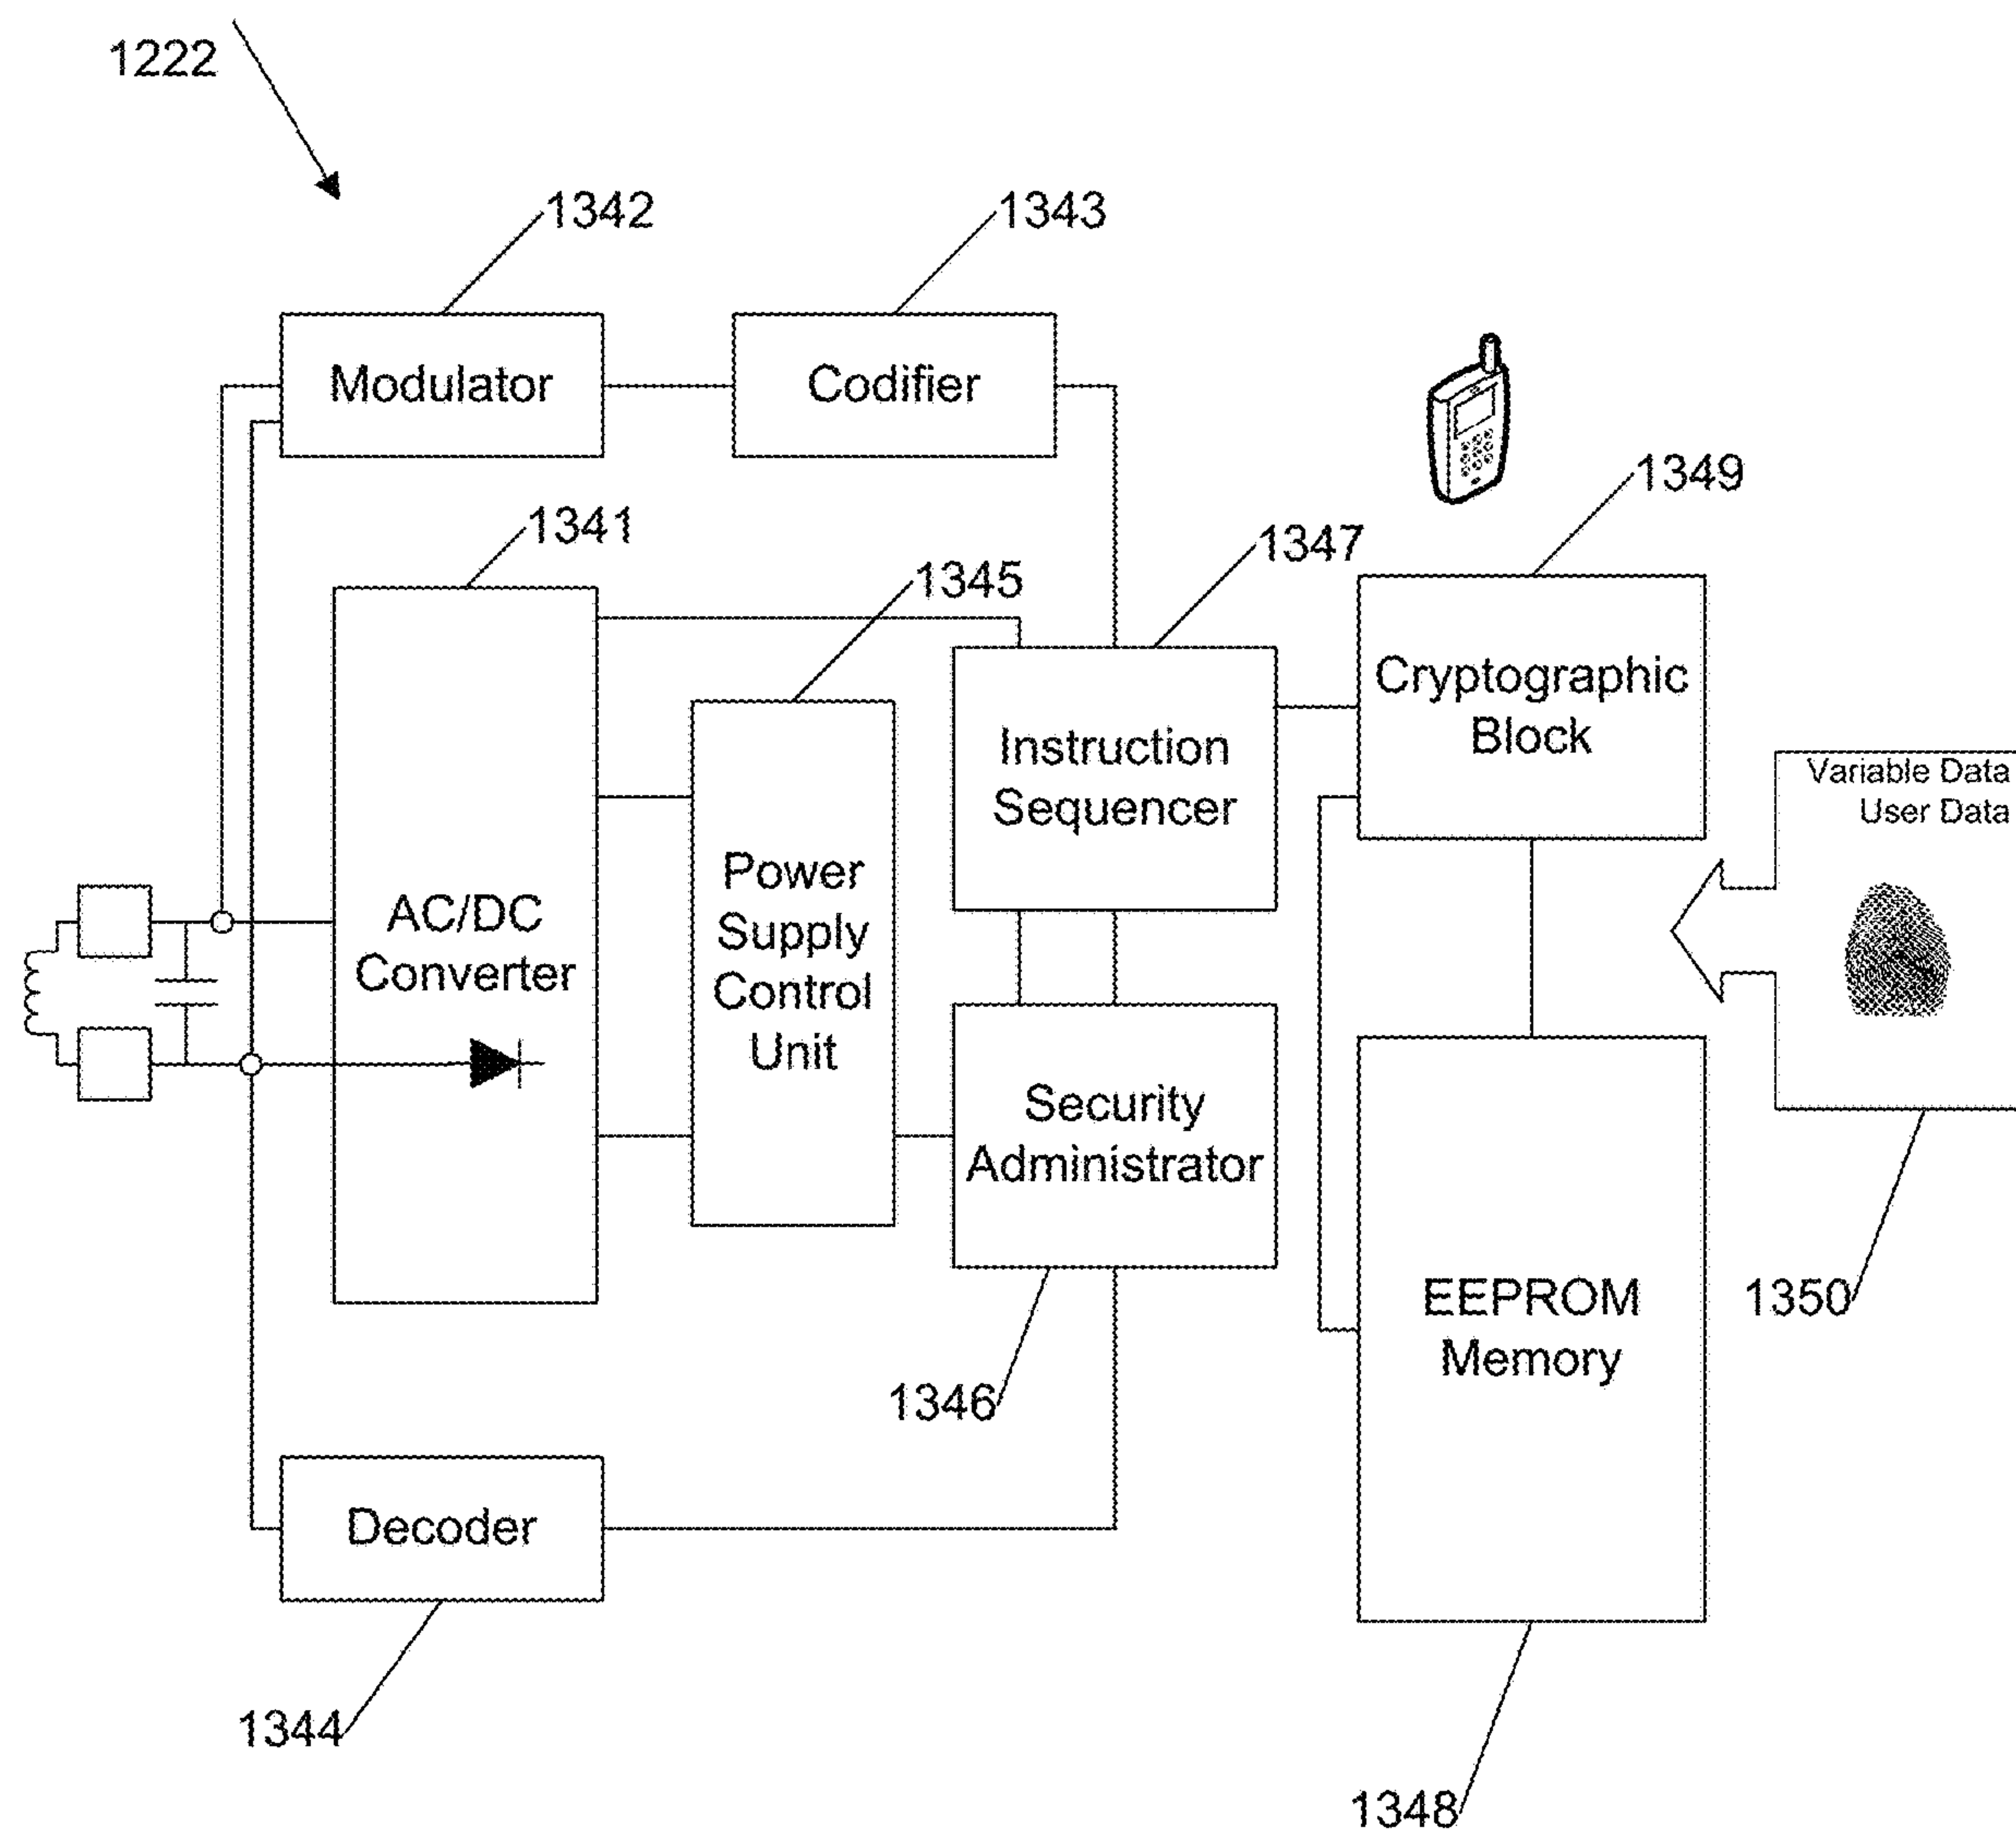 1222
1342
1343
Modulator
Codifier
1349
1341
1347
1345
Cryptographic
Block
Instruction
Sequencer
Variable Data
User Data
Power
Supply
Control
Unit
AC/DC
Converter
Security
Administrator
EEPROM
Memory
1350
1346
Decoder
1344
1348